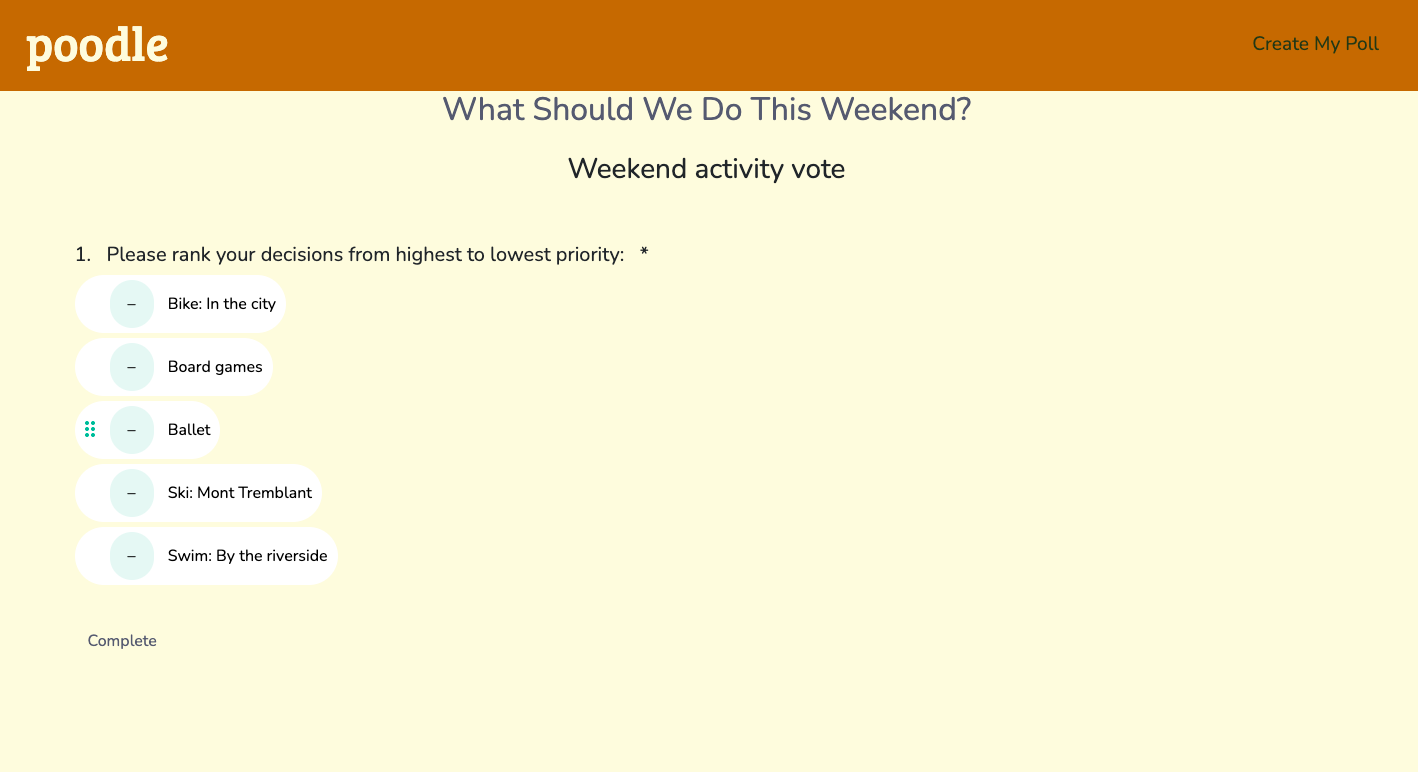 poodle
Create My Poll
What Should We Do This Weekend?
Weekend activity vote
1. Please rank your decisions from highest to lowest priority: *
– Bike: In the city
– Board games
– Ballet
– Ski: Mont Tremblant
– Swim: By the riverside
Complete